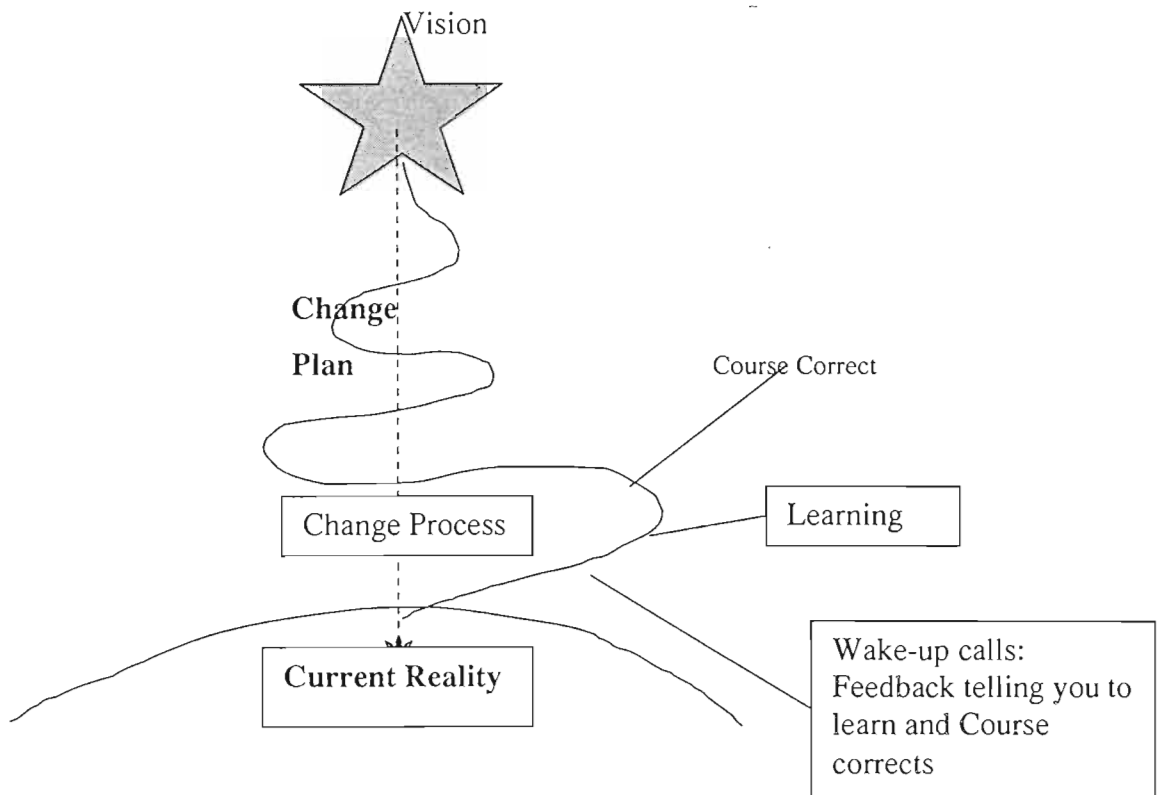 Vision
Change
Plan
Course Correct
Change Process
Learning
Current Reality
Wake-up calls:
Feedback telling you to
learn and Course
corrects